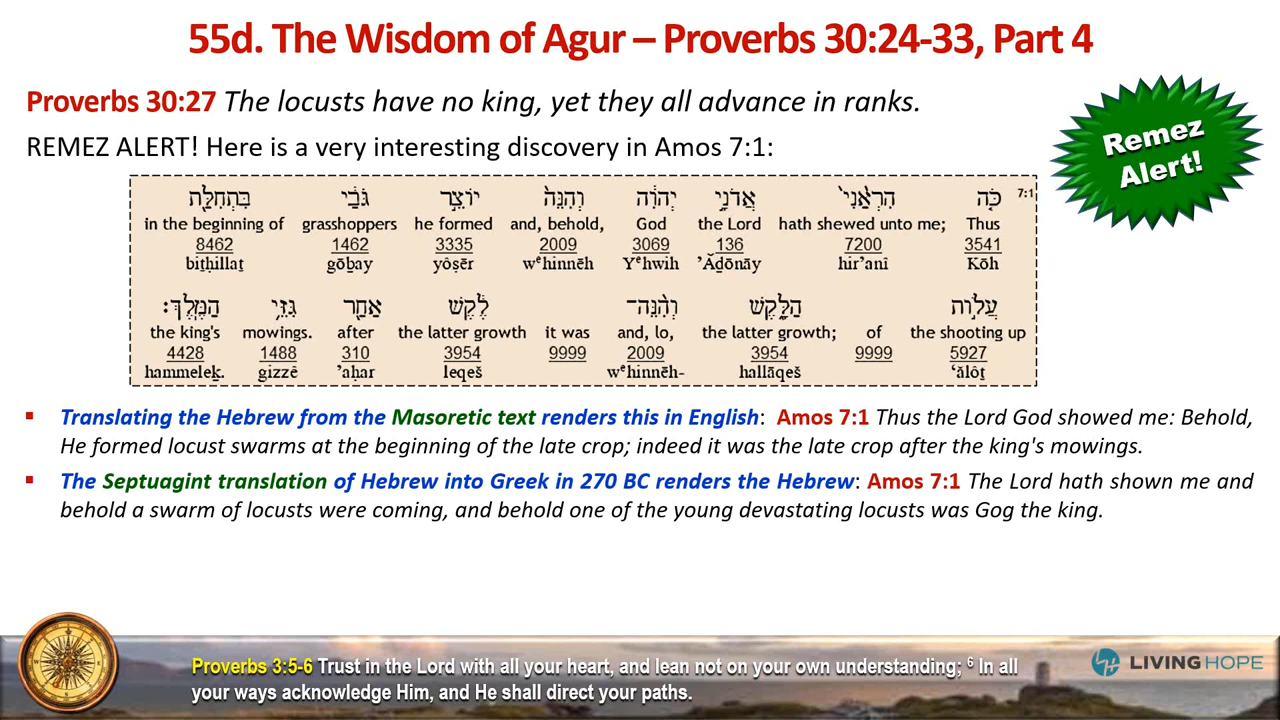 55d. The Wisdom of Agur – Proverbs 30:24-33, Part 4
Proverbs 30:27 The locusts have no king, yet they all advance in ranks.
REMEZ ALERT! Here is a very interesting discovery in Amos 7:1:
Remez
Alert!
7:1 כֹּ֤ה הִרְאַ֙נִי֙ אֲדֹנָ֣י יְהֹוִ֔ה וְהִנֵּה֙ יוֹצֵ֣ר גֹּבַ֔י בִּתְחִלַּ֖ת
in the beginning of grasshoppers he formed and, behold, God the Lord hath shewed unto me; Thus
8462 1462 3335 2009 3069 136 7200 3541
biṯḥillaṯ gōḇay yôṣēr wᵉhinnēh Yᵉhwih ’Ăḏōnāy hir’anî Kōh
עֲל֣וֹת הַלָּ֑קֶשׁ וְהִ֨נֵּה־ לֶ֔קֶשׁ אַחַ֖ר גִּזֵּ֥י הַמֶּֽלֶךְ׃
the king's mowings. after the latter growth it was and, lo, the latter growth; of the shooting up
4428 1488 310 3954 9999 2009 3954 9999 5927
hammeleḵ. gizzê ’aḥar leqeš wᵉhinnēh- hallāqeš ‘ălôṯ
▪ Translating the Hebrew from the Masoretic text renders this in English: Amos 7:1 Thus the Lord God showed me: Behold,
He formed locust swarms at the beginning of the late crop; indeed it was the late crop after the king's mowings.
▪ The Septuagint translation of Hebrew into Greek in 270 BC renders the Hebrew: Amos 7:1 The Lord hath shown me and
behold a swarm of locusts were coming, and behold one of the young devastating locusts was Gog the king.
Proverbs 3:5-6 Trust in the Lord with all your heart, and lean not on your own understanding; ⁶ In all
your ways acknowledge Him, and He shall direct your paths.
LIVING HOPE